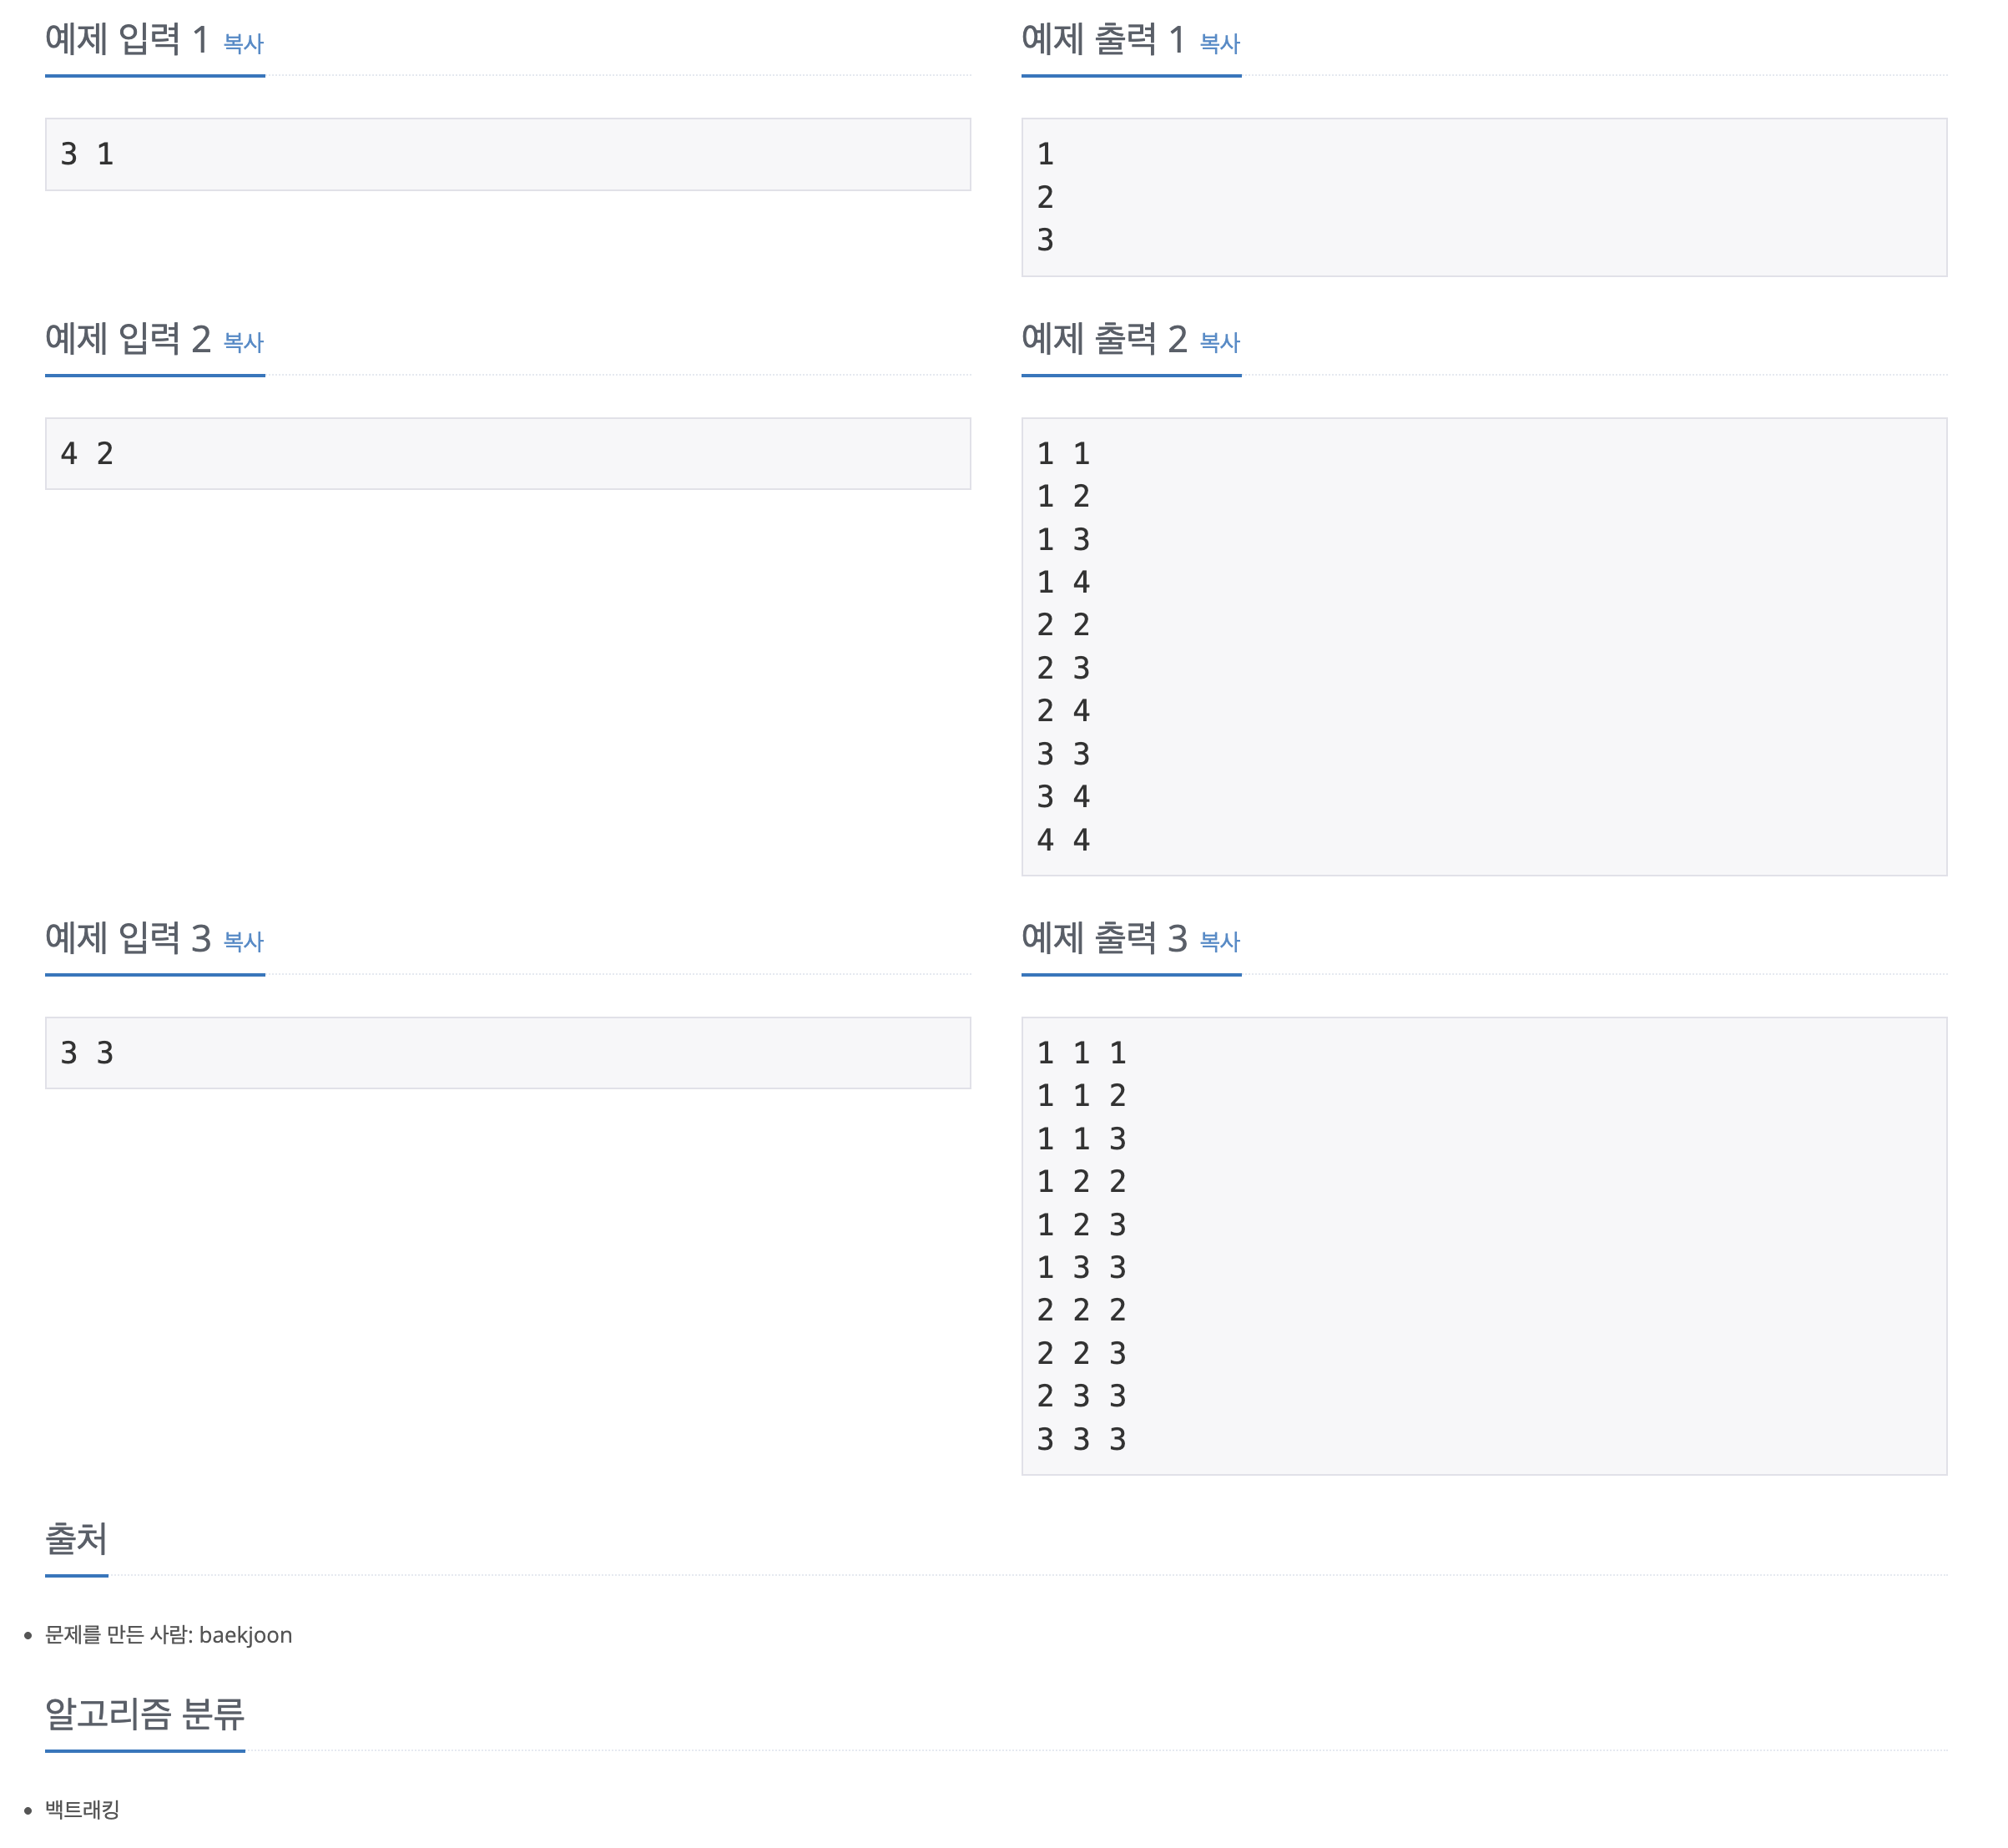 예제 입력 1 복사
3 1
예제 출력 1 복사
1
2
3
예제 입력 2 복사
4 2
예제 출력 2 복사
1 1
1 2
1 3
1 4
2 2
2 3
2 4
3 3
3 4
4 4
예제 입력 3 복사
3 3
예제 출력 3 복사
1 1 1
1 1 2
1 1 3
1 2 2
1 2 3
1 3 3
2 2 2
2 2 3
2 3 3
3 3 3
출처
문제를 만든 사람: baekjoon
알고리즘 분류
백트래킹